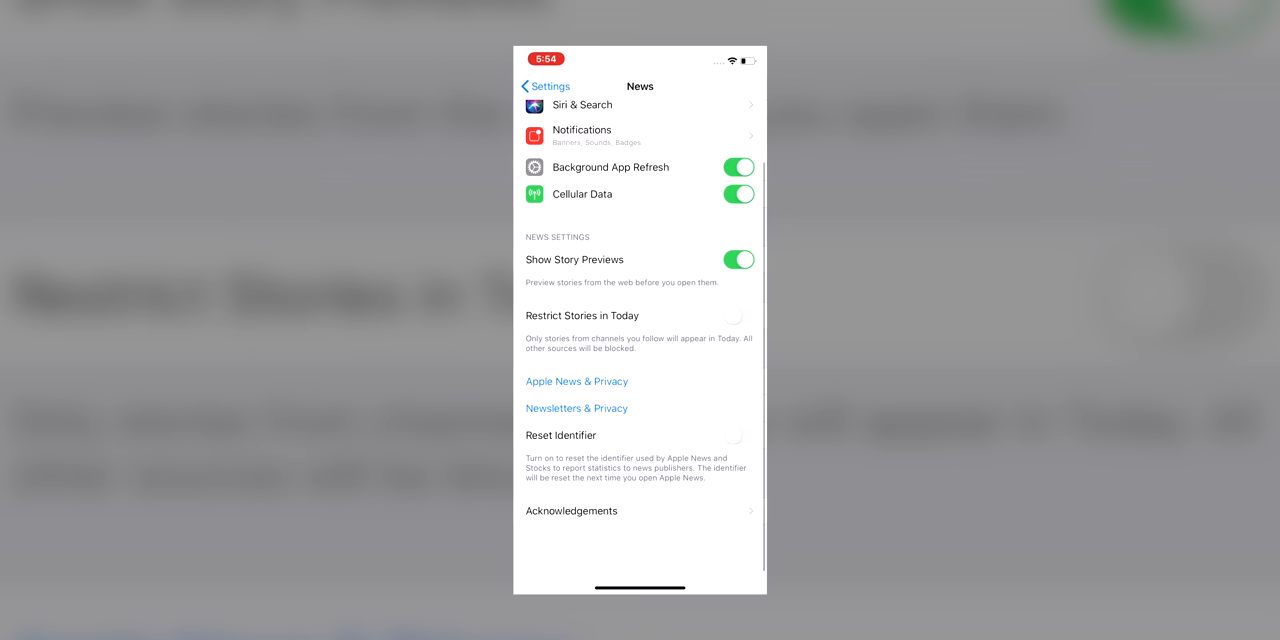 5:54
Settings
News
Siri & Search
Notifications
Banners, Sounds, Badges
Background App Refresh
Cellular Data
NEWS SETTINGS
Show Story Previews
Preview stories from the web before you open them.
Restrict Stories in Today
Only stories from channels you follow will appear in Today. All
other sources will be blocked.
Apple News & Privacy
Newsletters & Privacy
Reset Identifier
Turn on to reset the identifier used by Apple News and
Stocks to report statistics to news publishers. The identifier
will be reset the next time you open Apple News.
Acknowledgements